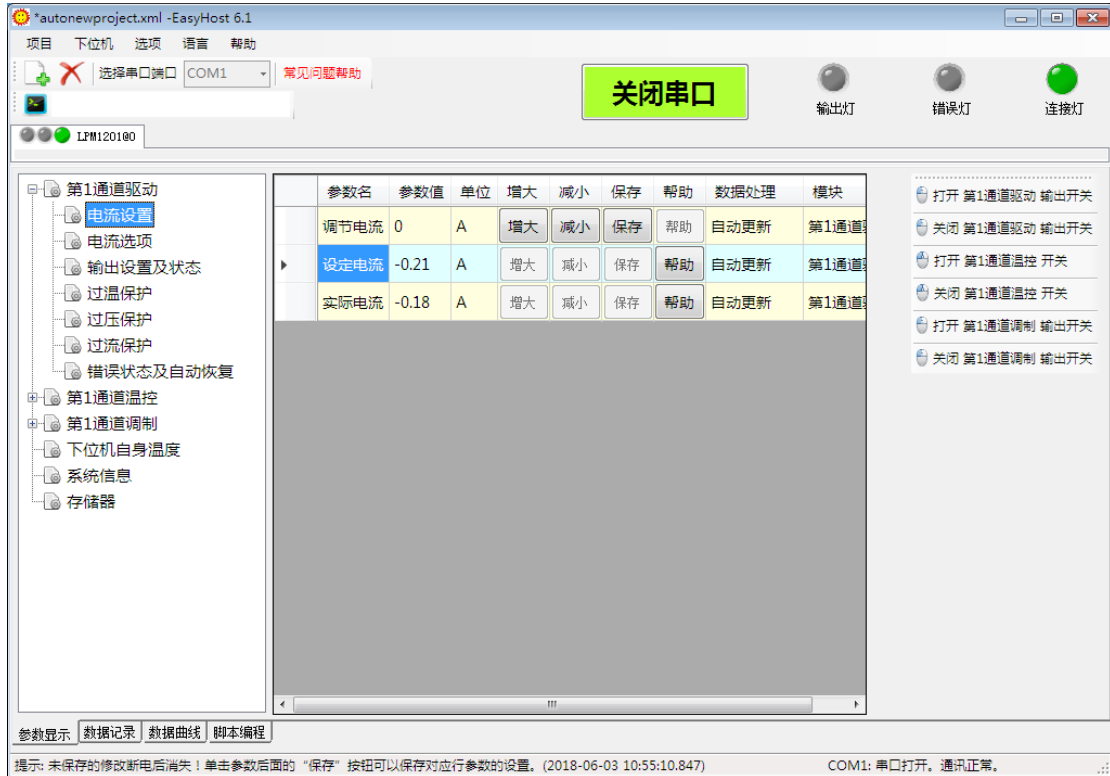 *autonewproject.xml -EasyHost 6.1
项目 下位机 选项 语言 帮助
选择串口端口 COM1 常见问题帮助
关闭串口
输出灯 错误灯 连接灯
LPM1201@0
第1通道驱动
电流设置
电流选项
输出设置及状态
过温保护
过压保护
过流保护
错误状态及自动恢复
第1通道温控
第1通道调制
下位机自身温度
系统信息
存储器
参数名 参数值 单位 增大 减小 保存 帮助 数据处理 模块
调节电流 0 A 增大 减小 保存 帮助 自动更新 第1通道
设定电流 -0.21 A 增大 减小 保存 帮助 自动更新 第1通道
实际电流 -0.18 A 增大 减小 保存 帮助 自动更新 第1通道
打开 第1通道驱动 输出开关
关闭 第1通道驱动 输出开关
打开 第1通道温控 开关
关闭 第1通道温控 开关
打开 第1通道调制 输出开关
关闭 第1通道调制 输出开关
参数显示 数据记录 数据曲线 脚本编程
提示: 未保存的修改断电后消失！单击参数后面的“保存”按钮可以保存对应行参数的设置。(2018-06-03 10:55:10.847) COM1: 串口打开。通讯正常。